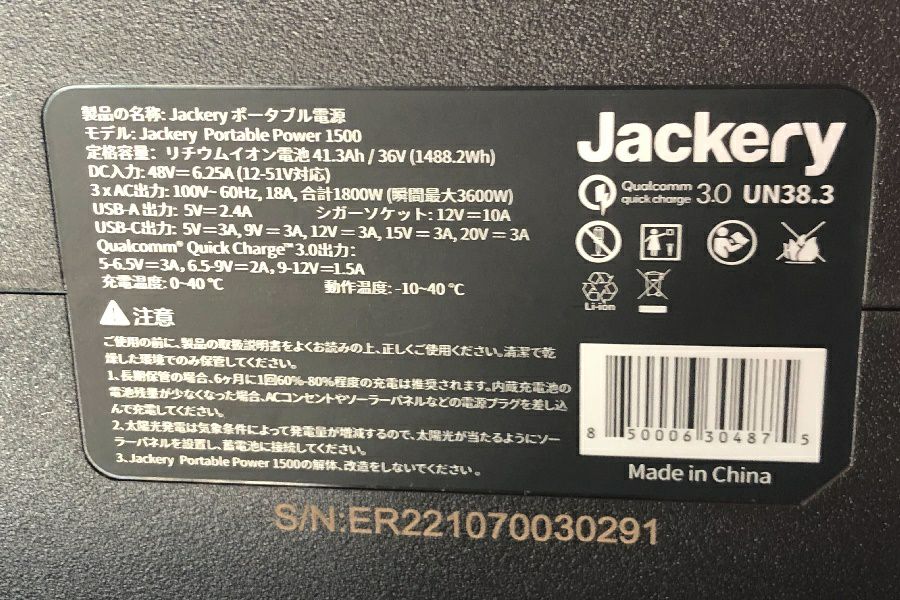 製品の名称: Jackery ポータブル電源
モデル: Jackery Portable Power 1500
定格容量: リチウムイオン電池 41.3Ah / 36V (1488.2Wh)
DC入力: 48V⎓6.25A (12-51V対応)
3 x AC出力: 100V~ 60Hz, 18A, 合計1800W (瞬間最大3600W)
USB-A 出力: 5V⎓2.4A シガーソケット: 12V⎓10A
USB-C出力: 5V⎓3A, 9V⎓3A, 12V⎓3A, 15V⎓3A, 20V⎓3A
Qualcomm® Quick Charge™ 3.0出力:
5-6.5V⎓3A, 6.5-9V⎓2A, 9-12V⎓1.5A
充電温度: 0-40 ℃ 動作温度: -10~40 ℃
注意
ご使用の前に、製品の取扱説明書をよくお読みの上、正しくご使用ください。清潔で乾
燥した環境でのみ保管してください。
1、長期保管の場合、6ヶ月に1回60%-80%程度の充電は推奨されます。内蔵充電池の
電池残量が少なくなった場合、ACコンセントやソーラーパネルなどの電源プラグを差し込
んで充電してください。
2. 太陽光発電は気象条件によって発電量が増減するので、太陽光が当たるようにソー
ラーパネルを設置し、蓄電池に接続してください。
3. Jackery Portable Power 1500の解体、改造をしないでください。
Jackery
Qualcomm
quick charge 3.0 UN38.3
Li-ion
8 50006 30487 5
Made in China
S/N:ER221070030291